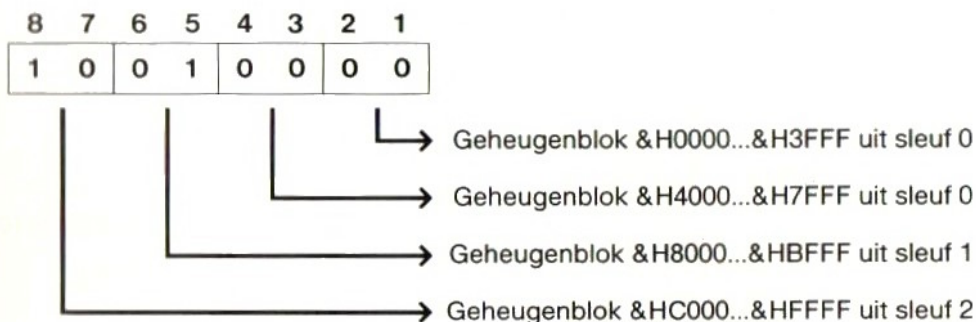 8 7 6 5 4 3 2 1
1 0 0 1 0 0 0 0
Geheugenblok &H0000...&H3FFF uit sleuf 0
Geheugenblok &H4000...&H7FFF uit sleuf 0
Geheugenblok &H8000...&HBFFF uit sleuf 1
Geheugenblok &HC000...&HFFFF uit sleuf 2